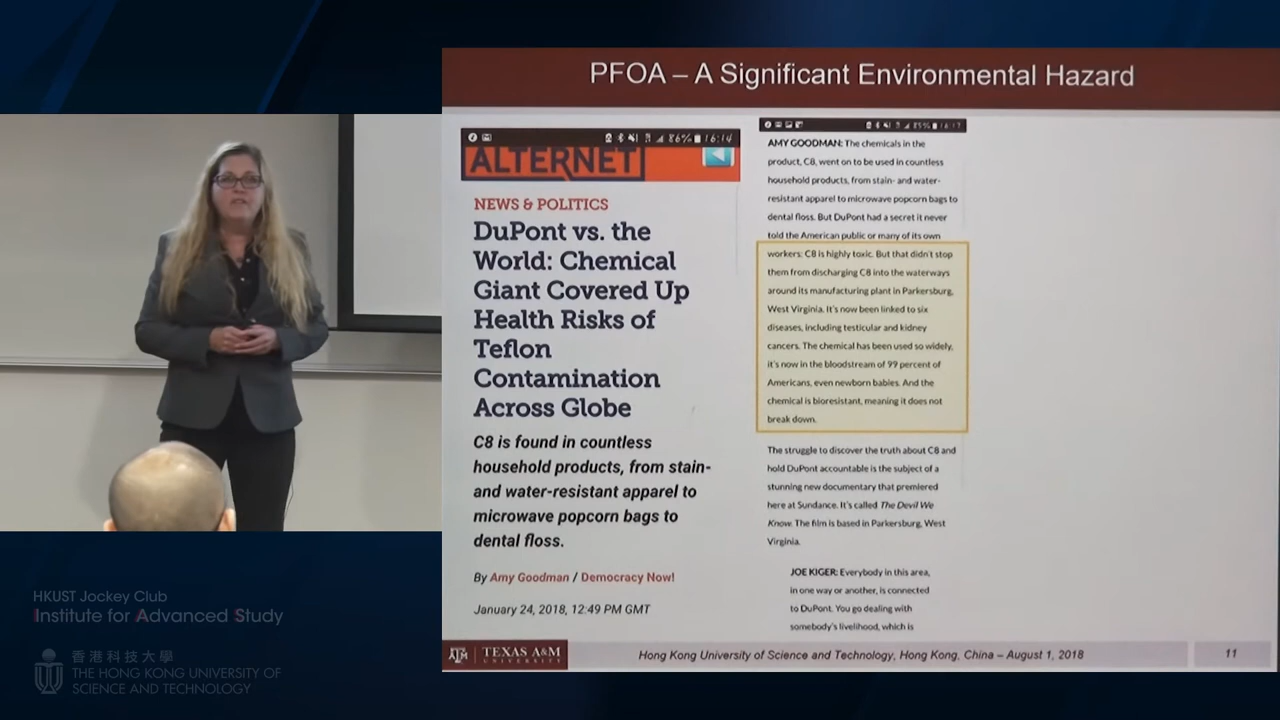 PFOA – A Significant Environmental Hazard
86% 16:14
ALTERNET
NEWS & POLITICS
DuPont vs. the
World: Chemical
Giant Covered Up
Health Risks of
Teflon
Contamination
Across Globe
C8 is found in countless
household products, from stain-
and water-resistant apparel to
microwave popcorn bags to
dental floss.
By Amy Goodman / Democracy Now!
January 24, 2018, 12:49 PM GMT
85% 16:17
AMY GOODMAN: The chemicals in the
product, C8, went on to be used in countless
household products, from stain- and water-
resistant apparel to microwave popcorn bags to
dental floss. But DuPont had a secret it never
told the American public or many of its own
workers: C8 is highly toxic. But that didn't stop
them from discharging C8 into the waterways
around its manufacturing plant in Parkersburg,
West Virginia. It's now been linked to six
diseases, including testicular and kidney
cancers. The chemical has been used so widely,
it's now in the bloodstream of 99 percent of
Americans, even newborn babies. And the
chemical is bioresistant, meaning it does not
break down.
The struggle to discover the truth about C8 and
hold DuPont accountable is the subject of a
stunning new documentary that premiered
here at Sundance. It's called The Devil We
Know. The film is based in Parkersburg, West
Virginia.
JOE KIGER: Everybody in this area,
in one way or another, is connected
to DuPont. You go dealing with
somebody's livelihood, which is
ATM TEXAS A&M
UNIVERSITY
Hong Kong University of Science and Technology, Hong Kong, China – August 1, 2018
11
HKUST Jockey Club
Institute for Advanced Study
香港科技大學
THE HONG KONG UNIVERSITY OF
SCIENCE AND TECHNOLOGY